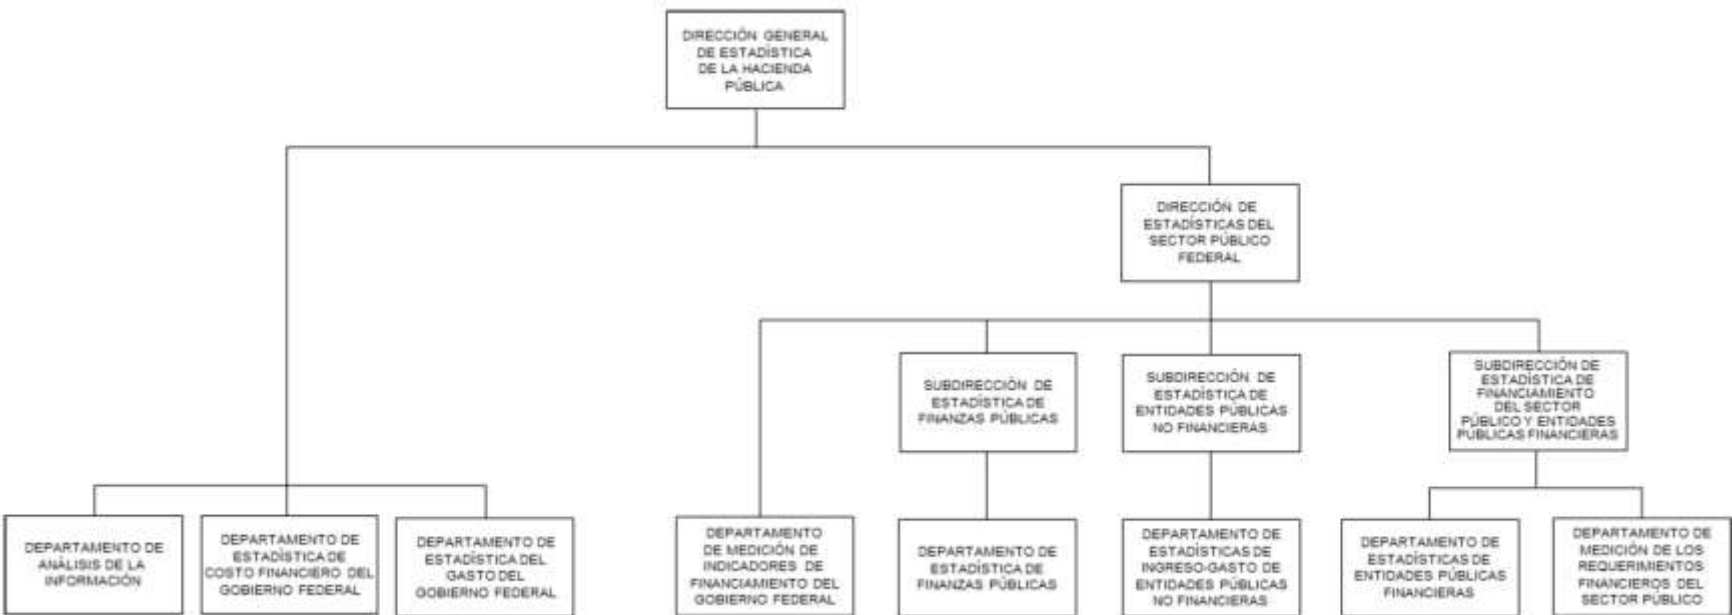 DIRECCIÓN GENERAL
DE ESTADÍSTICA
DE LA HACIENDA
PÚBLICA
DIRECCIÓN DE
ESTADÍSTICAS DEL
SECTOR PÚBLICO
FEDERAL
SUBDIRECCIÓN DE
ESTADÍSTICA DE
FINANZAS PÚBLICAS
SUBDIRECCIÓN DE
ESTADÍSTICA DE
ENTIDADES PÚBLICAS
NO FINANCIERAS
SUBDIRECCIÓN DE
ESTADÍSTICA DE
FINANCIAMIENTO
DEL SECTOR
PÚBLICO Y ENTIDADES
PÚBLICAS FINANCIERAS
DEPARTAMENTO DE
ANÁLISIS DE LA
INFORMACIÓN
DEPARTAMENTO DE
ESTADÍSTICA DE
COSTO FINANCIERO DEL
GOBIERNO FEDERAL
DEPARTAMENTO DE
ESTADÍSTICA DEL
GASTO DEL
GOBIERNO FEDERAL
DEPARTAMENTO
DE MEDICIÓN DE
INDICADORES DE
FINANCIAMIENTO DEL
GOBIERNO FEDERAL
DEPARTAMENTO DE
ESTADÍSTICA DE
FINANZAS PÚBLICAS
DEPARTAMENTO DE
ESTADÍSTICAS DE
INGRESO-GASTO DE
ENTIDADES PÚBLICAS
NO FINANCIERAS
DEPARTAMENTO DE
ESTADÍSTICAS DE
ENTIDADES PÚBLICAS
FINANCIERAS
DEPARTAMENTO DE
MEDICIÓN DE LOS
REQUERIMIENTOS
FINANCIEROS DEL
SECTOR PÚBLICO